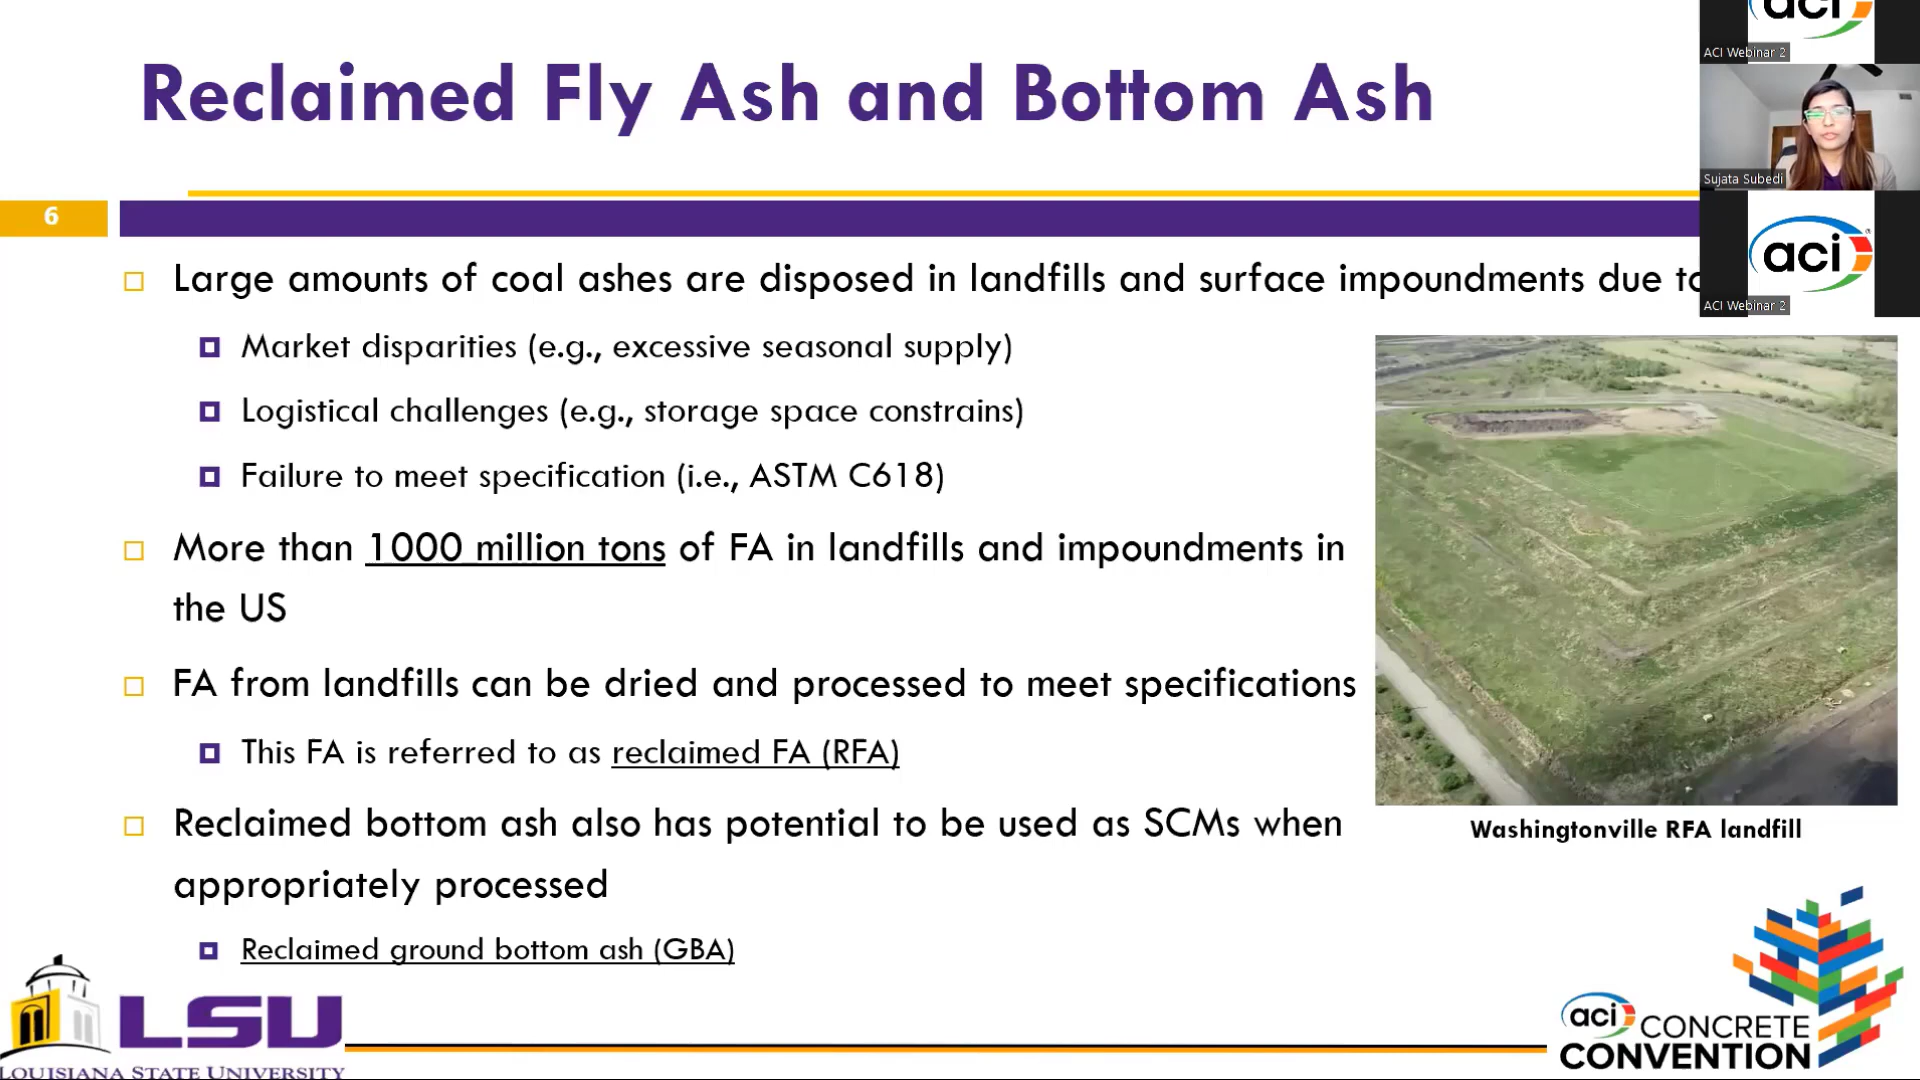 Reclaimed Fly Ash and Bottom Ash
aci
ACI Webinar 2
Sujata Subedi
aci
ACI Webinar 2
6
Large amounts of coal ashes are disposed in landfills and surface impoundments due to
Market disparities (e.g., excessive seasonal supply)
Logistical challenges (e.g., storage space constrains)
Failure to meet specification (i.e., ASTM C618)
More than 1000 million tons of FA in landfills and impoundments in
the US
FA from landfills can be dried and processed to meet specifications
This FA is referred to as reclaimed FA (RFA)
Reclaimed bottom ash also has potential to be used as SCMs when
appropriately processed
Reclaimed ground bottom ash (GBA)
Washingtonville RFA landfill
LSU
LOUISIANA STATE UNIVERSITY
aci CONCRETE
CONVENTION